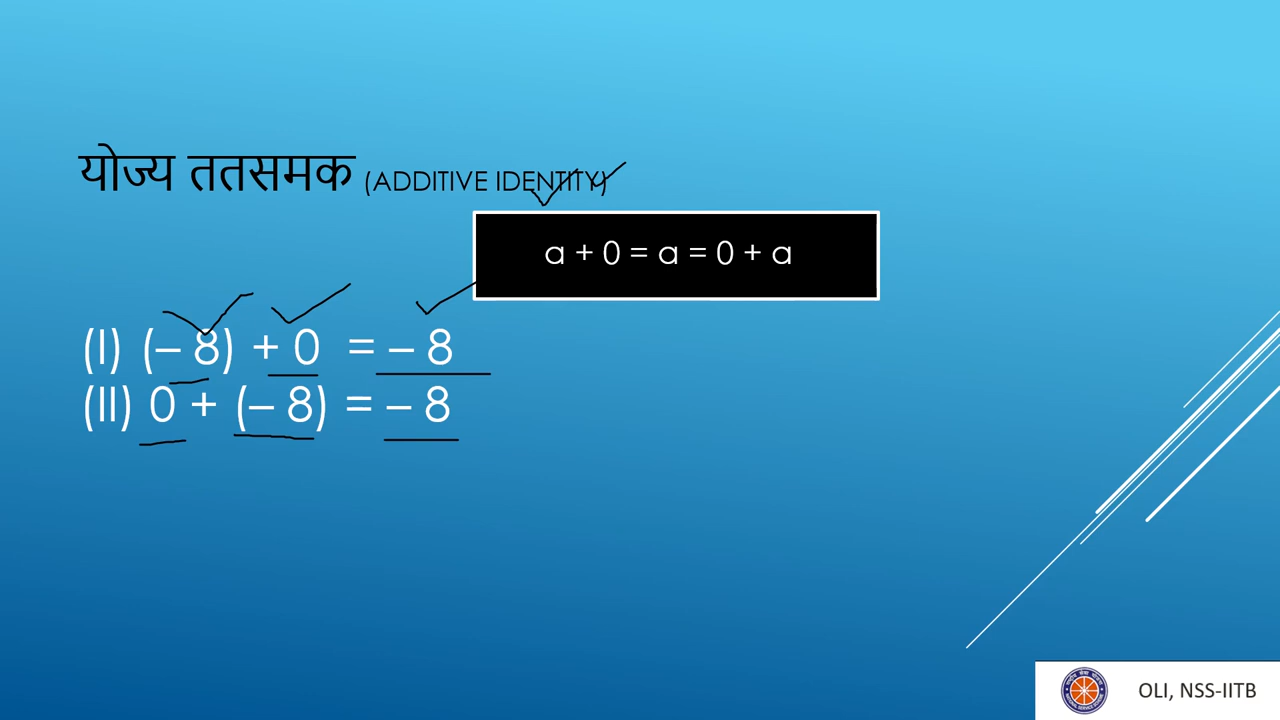 योज्य ततसमक (ADDITIVE IDENTITY)
a + 0 = a = 0 + a
(I) (– 8) + 0 = – 8
(II) 0 + (– 8) = – 8
OLI, NSS-IITB